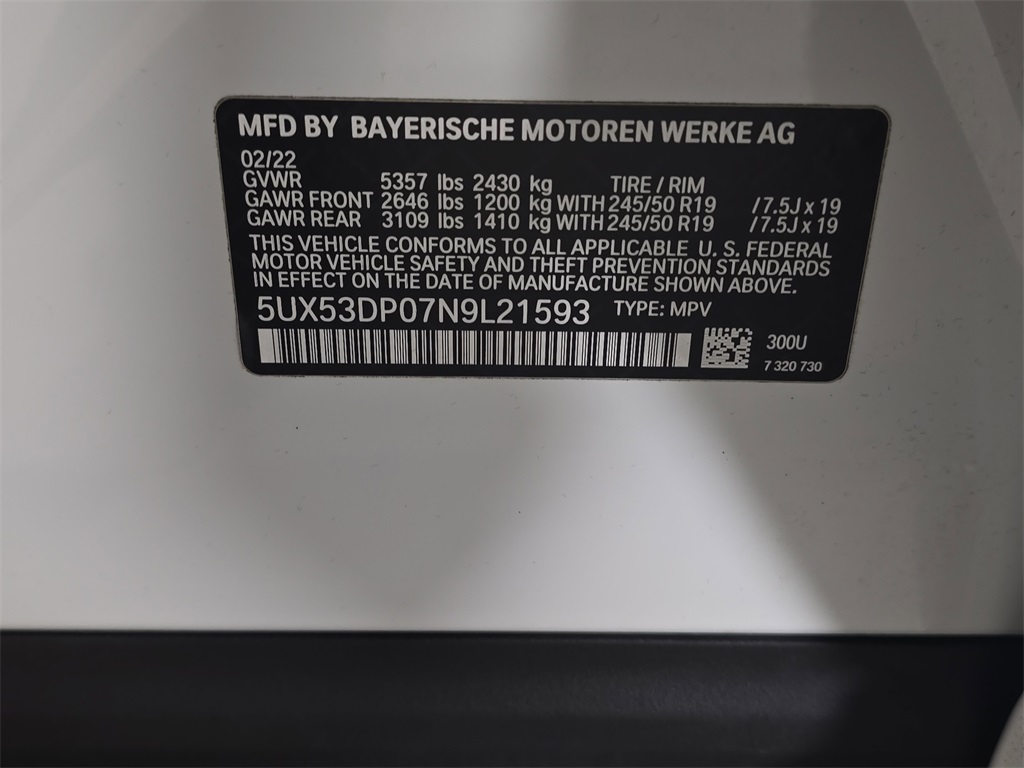 MFD BY BAYERISCHE MOTOREN WERKE AG
02/22
GVWR 5357 lbs 2430 kg TIRE / RIM
GAWR FRONT 2646 lbs 1200 kg WITH 245/50 R19 / 7.5J x 19
GAWR REAR 3109 lbs 1410 kg WITH 245/50 R19 / 7.5J x 19
THIS VEHICLE CONFORMS TO ALL APPLICABLE U. S. FEDERAL
MOTOR VEHICLE SAFETY AND THEFT PREVENTION STANDARDS
IN EFFECT ON THE DATE OF MANUFACTURE SHOWN ABOVE.
5UX53DP07N9L21593 TYPE: MPV
300U
7 320 730